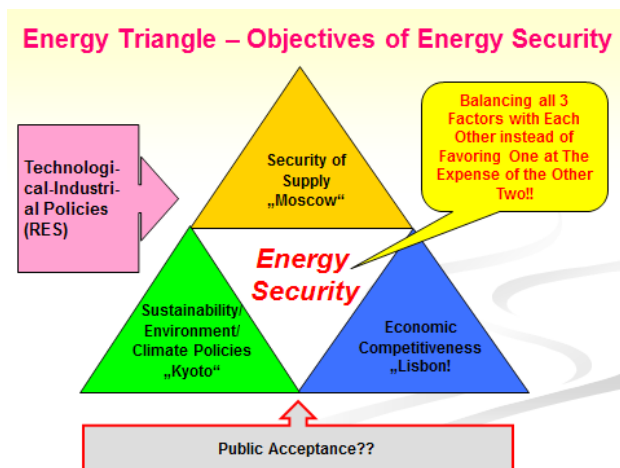 Energy Triangle – Objectives of Energy Security
Balancing all 3
Factors with Each
Other instead of
Favoring One at The
Expense of the Other
Two!!
Technologi-
cal-Industri-
al Policies
(RES)
Security of
Supply
„Moscow“
Energy
Security
Sustainability/
Environment/
Climate Policies
„Kyoto“
Economic
Competitiveness
„Lisbon!
Public Acceptance??